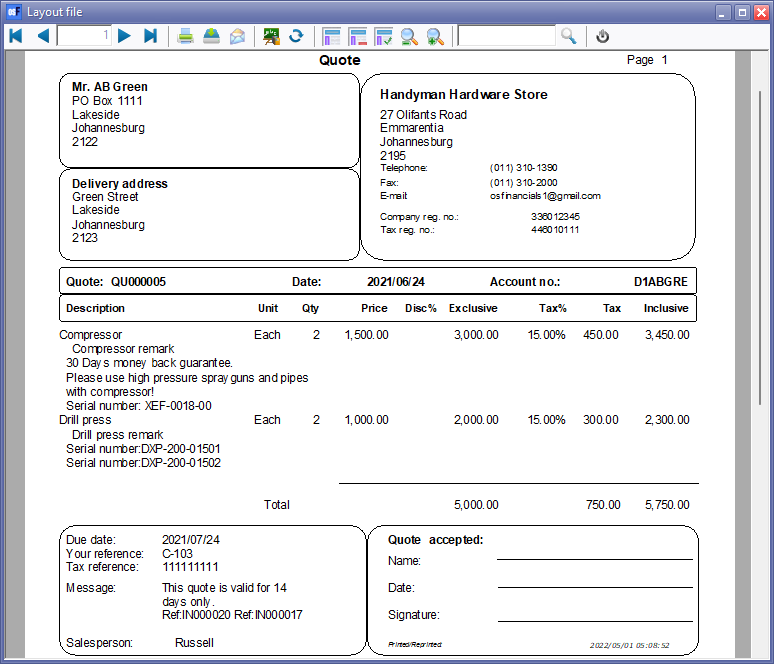 Layout file
1
Quote Page 1
Mr. AB Green
PO Box 1111
Lakeside
Johannesburg
2122
Delivery address
Green Street
Lakeside
Johannesburg
2123
Handyman Hardware Store
27 Olifants Road
Emmarentia
Johannesburg
2195
Telephone: (011) 310-1390
Fax: (011) 310-2000
E-mail osfinancials1@gmail.com
Company reg. no.: 336012345
Tax reg. no.: 446010111
Quote: QU000005 Date: 2021/06/24 Account no.: D1ABGRE
Description Unit Qty Price Disc% Exclusive Tax% Tax Inclusive
Compressor Each 2 1,500.00 3,000.00 15.00% 450.00 3,450.00
Compressor remark
30 Days money back guarantee.
Please use high pressure spray guns and pipes
with compressor!
Serial number: XEF-0018-00
Drill press Each 2 1,000.00 2,000.00 15.00% 300.00 2,300.00
Drill press remark
Serial number:DXP-200-01501
Serial number:DXP-200-01502
Total 5,000.00 750.00 5,750.00
Due date: 2021/07/24
Your reference: C-103
Tax reference: 111111111
Message: This quote is valid for 14
days only.
Ref:IN000020 Ref:IN000017
Salesperson: Russell
Quote accepted:
Name:
Date:
Signature:
Printed/Reprinted: 2022/05/01 05:08:52